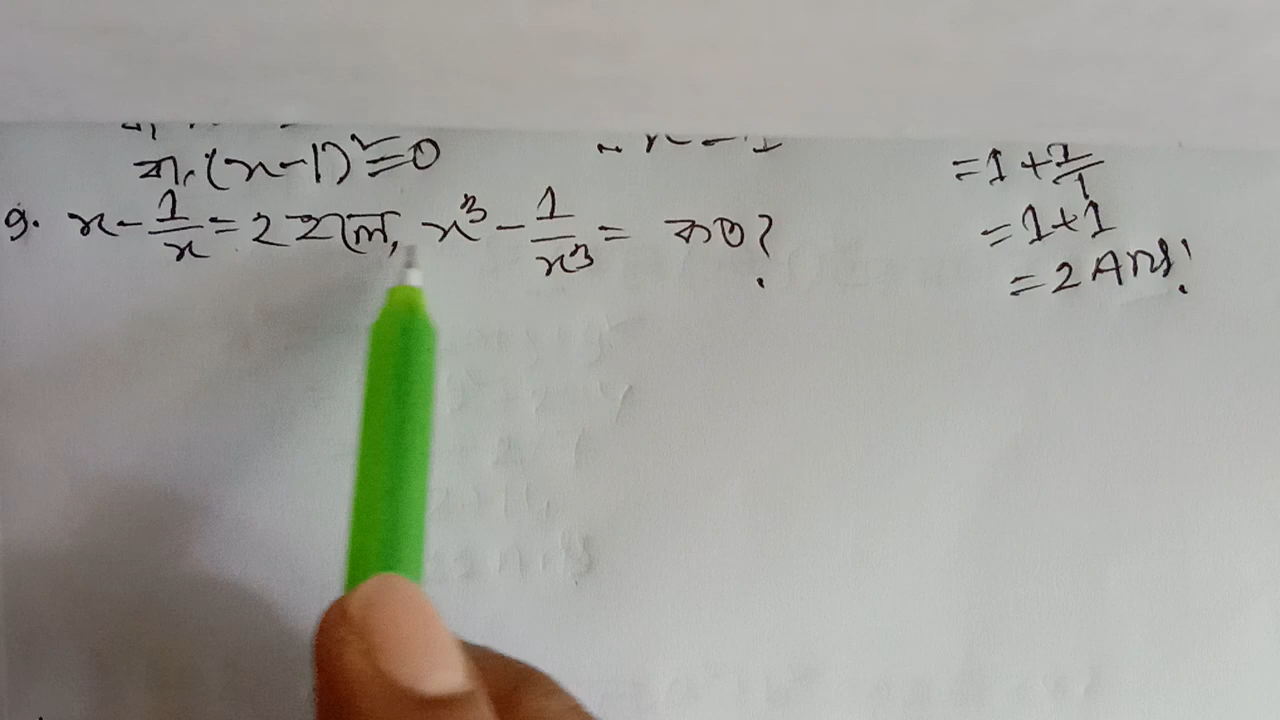 বা, (x-1)²=0
9. x - 1/x = 2 হলে, x³ - 1/x³ = কত?
= 1 + 1/1
= 1+1
= 2 Ans!